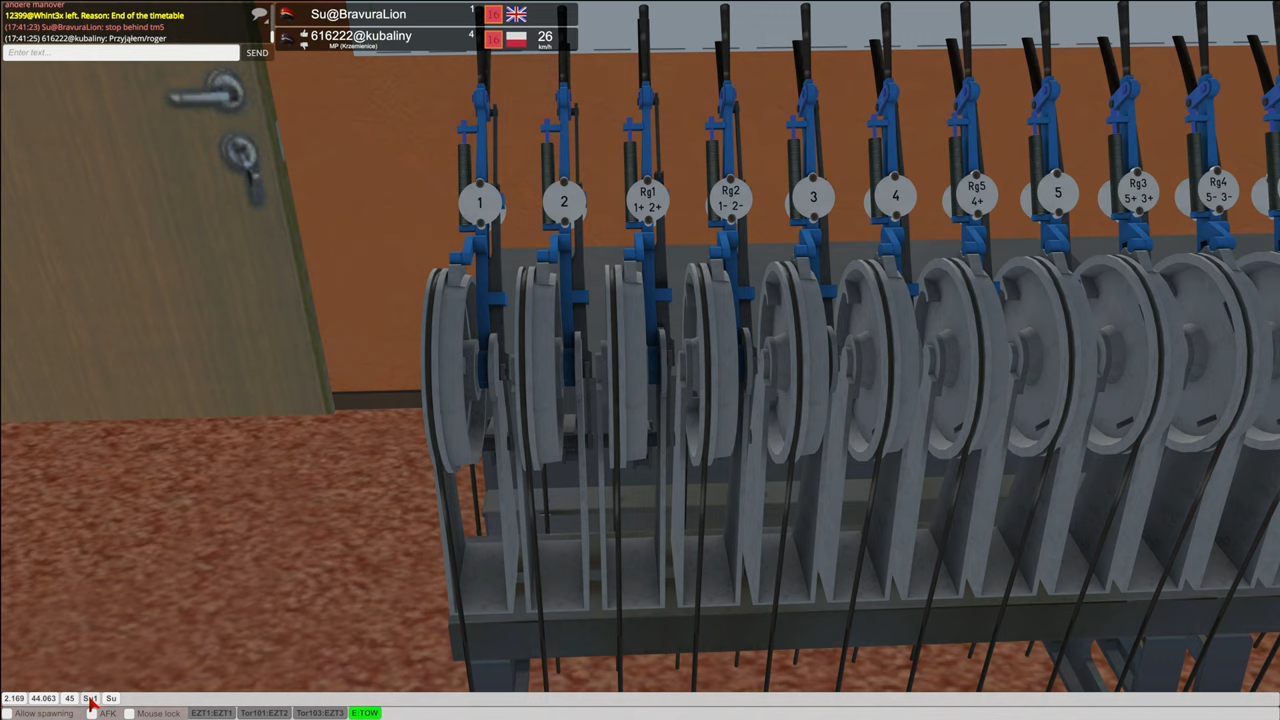 andere manover
12399@Whint3x left. Reason: End of the timetable
(17:41:23) Su@BravuraLion: stop behind tm5
(17:41:25) 616222@kubaliny: Przyjąłem/roger
Enter text...
SEND
Su@BravuraLion
1
16
616222@kubaliny
MP (Krzemienice)
4
16
26
km/h
1
2
Rg1
1+ 2+
Rg2
1- 2-
3
4
Rg5
4+
5
Rg3
5+ 3+
Rg4
5- 3-
2.169
44.063
45
Su1
Su
Allow spawning
AFK
Mouse lock
EZT1:EZT1
Tor101:EZT2
Tor103:EZT3
E:TOW